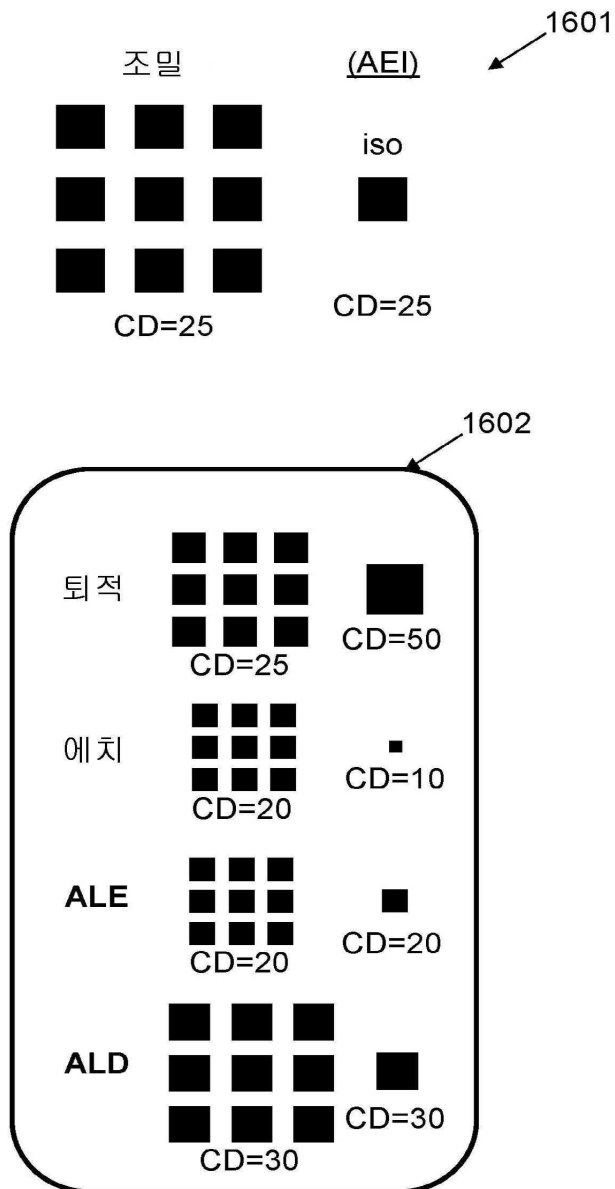 1601
조밀 (AEI)
iso
CD=25
CD=25
1602
퇴적
CD=25
CD=50
에치
CD=20
CD=10
ALE
CD=20
CD=20
ALD
CD=30
CD=30